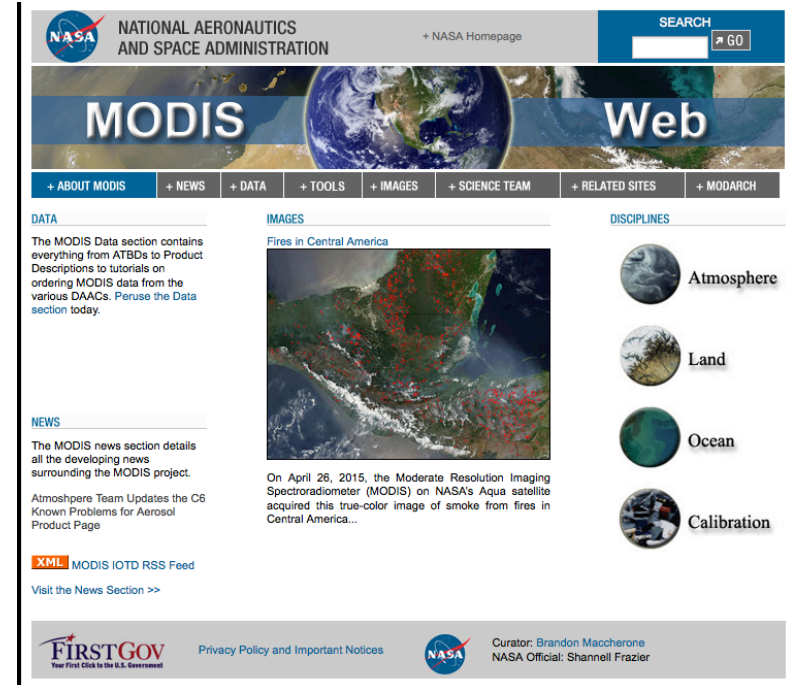 NASA
NATIONAL AERONAUTICS
AND SPACE ADMINISTRATION
+ NASA Homepage
SEARCH
GO
MODIS Web
+ ABOUT MODIS + NEWS + DATA + TOOLS + IMAGES + SCIENCE TEAM + RELATED SITES + MODARCH
DATA
The MODIS Data section contains
everything from ATBDs to Product
Descriptions to tutorials on
ordering MODIS data from the
various DAACs. Peruse the Data
section today.
NEWS
The MODIS news section details
all the developing news
surrounding the MODIS project.
Atmoshpere Team Updates the C6
Known Problems for Aerosol
Product Page
XML MODIS IOTD RSS Feed
Visit the News Section >>
IMAGES
Fires in Central America
On April 26, 2015, the Moderate Resolution Imaging
Spectroradiometer (MODIS) on NASA's Aqua satellite
acquired this true-color image of smoke from fires in
Central America...
DISCIPLINES
Atmosphere
Land
Ocean
Calibration
FIRSTGOV
Your First Click to the U.S. Government
Privacy Policy and Important Notices
NASA
Curator: Brandon Maccherone
NASA Official: Shannell Frazier